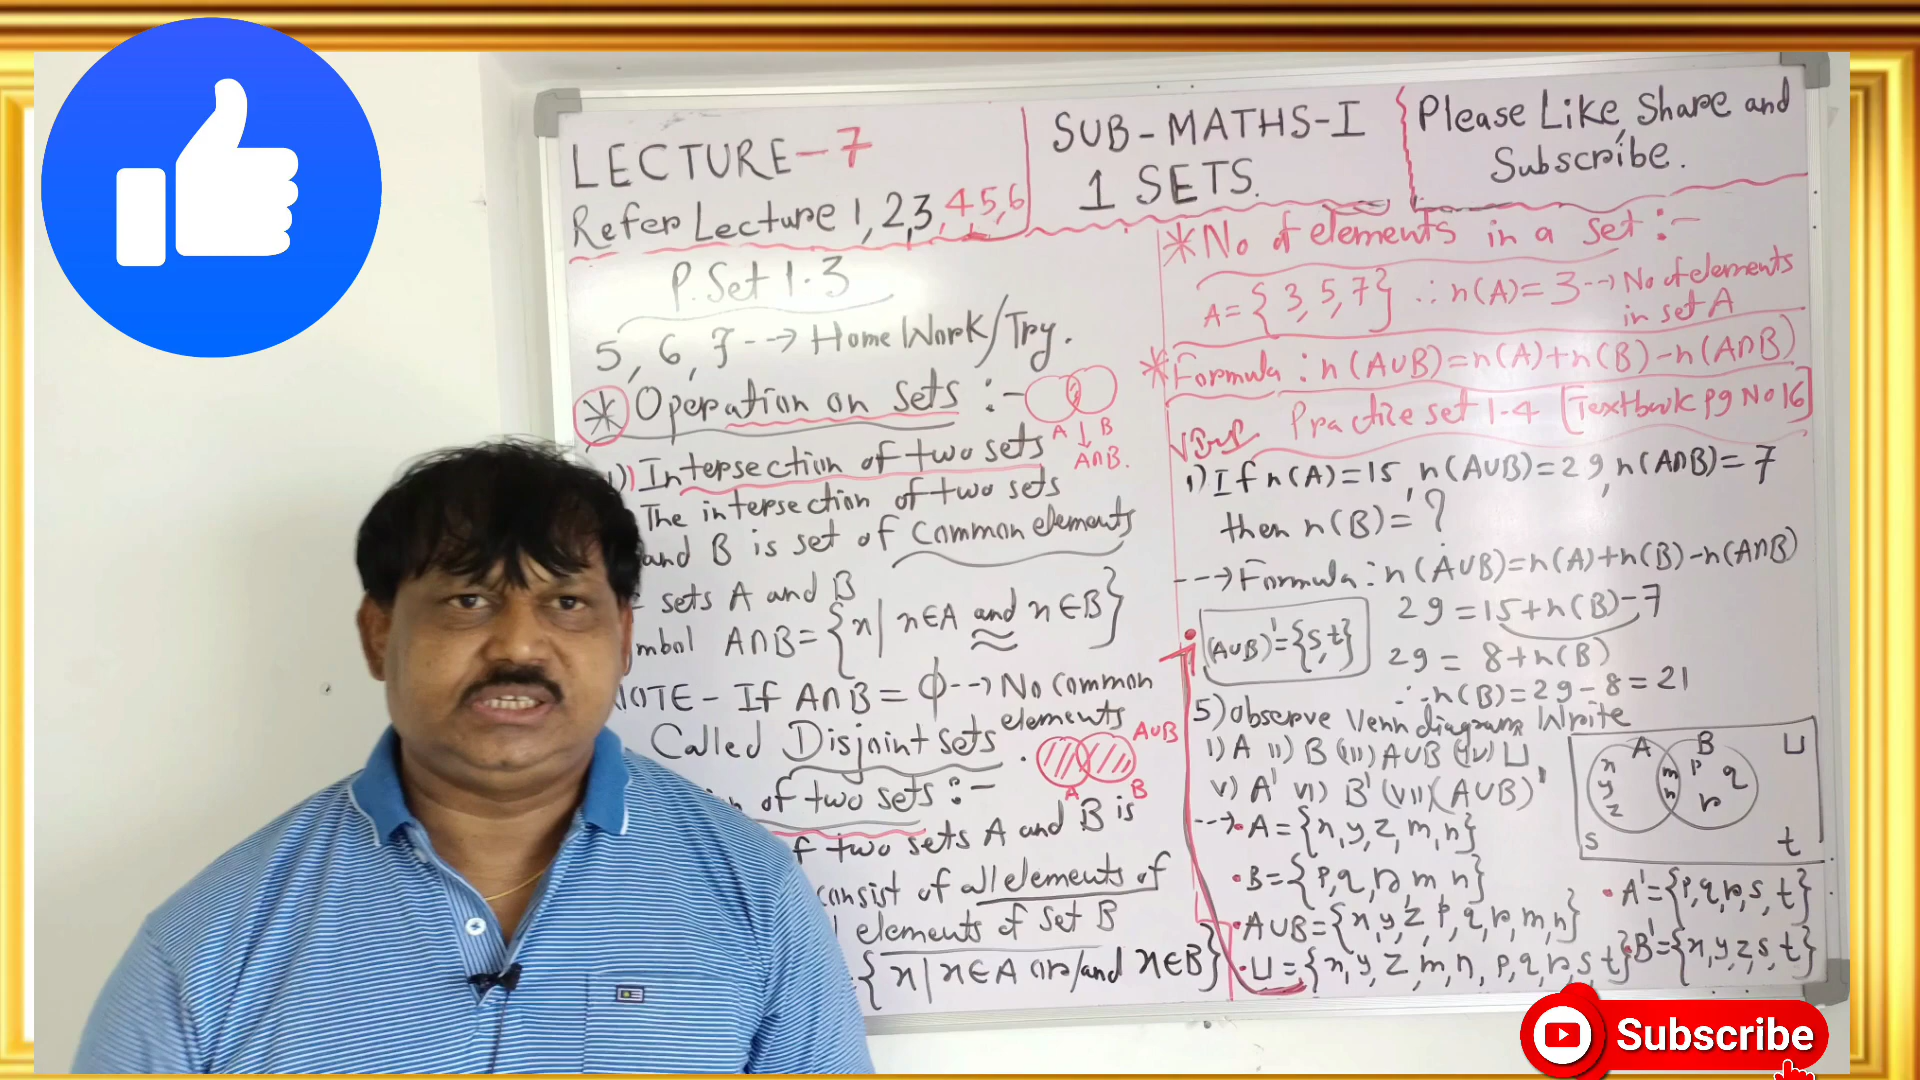 LECTURE-7
Refer Lecture 1,2,3,4,5,6
SUB-MATHS-I
1 SETS.
Please Like, Share and
Subscribe.
P. Set 1.3
5, 6, 7 --> Home Work/Try.
* Operation on sets :-
A B
A∩B.
1) Intersection of two sets
The intersection of two sets
and B is set of Common elements
sets A and B
mbol A∩B={x| x∈A and x∈B}
NOTE - If A∩B = ϕ --> No common
elements
Called Disjoint sets.
A∪B
A B
of two sets :-
f two sets A and B is
consist of all elements of
elements of set B
{x|x∈A or/and x∈B}
* No of elements in a set :-
A={3,5,7} ∴ n(A)=3 --> No of elements
in set A
* Formula : n(A∪B)=n(A)+n(B)-n(A∩B)
Practice set 1.4 [Textbook pg No 16]
1) If n(A)=15, n(A∪B)=29, n(A∩B)=7
then n(B)=?
--> Formula : n(A∪B)=n(A)+n(B)-n(A∩B)
29=15+n(B)-7
29= 8+n(B)
∴ n(B)=29-8=21
(A∪B)'={s,t}
5) Observe Venn diagram Write
i) A ii) B (iii) A∪B (iv) U
v) A' vi) B' (vii) (A∪B)'
A B U
x y z m n p q r
s t
--> • A={x,y,z,m,n}
• B={p,q,r,m,n}
• A∪B={x,y,z,p,q,r,m,n}
• U={x,y,z,m,n,p,q,r,s,t}
• A'={p,q,r,s,t}
• B'={x,y,z,s,t}
Subscribe